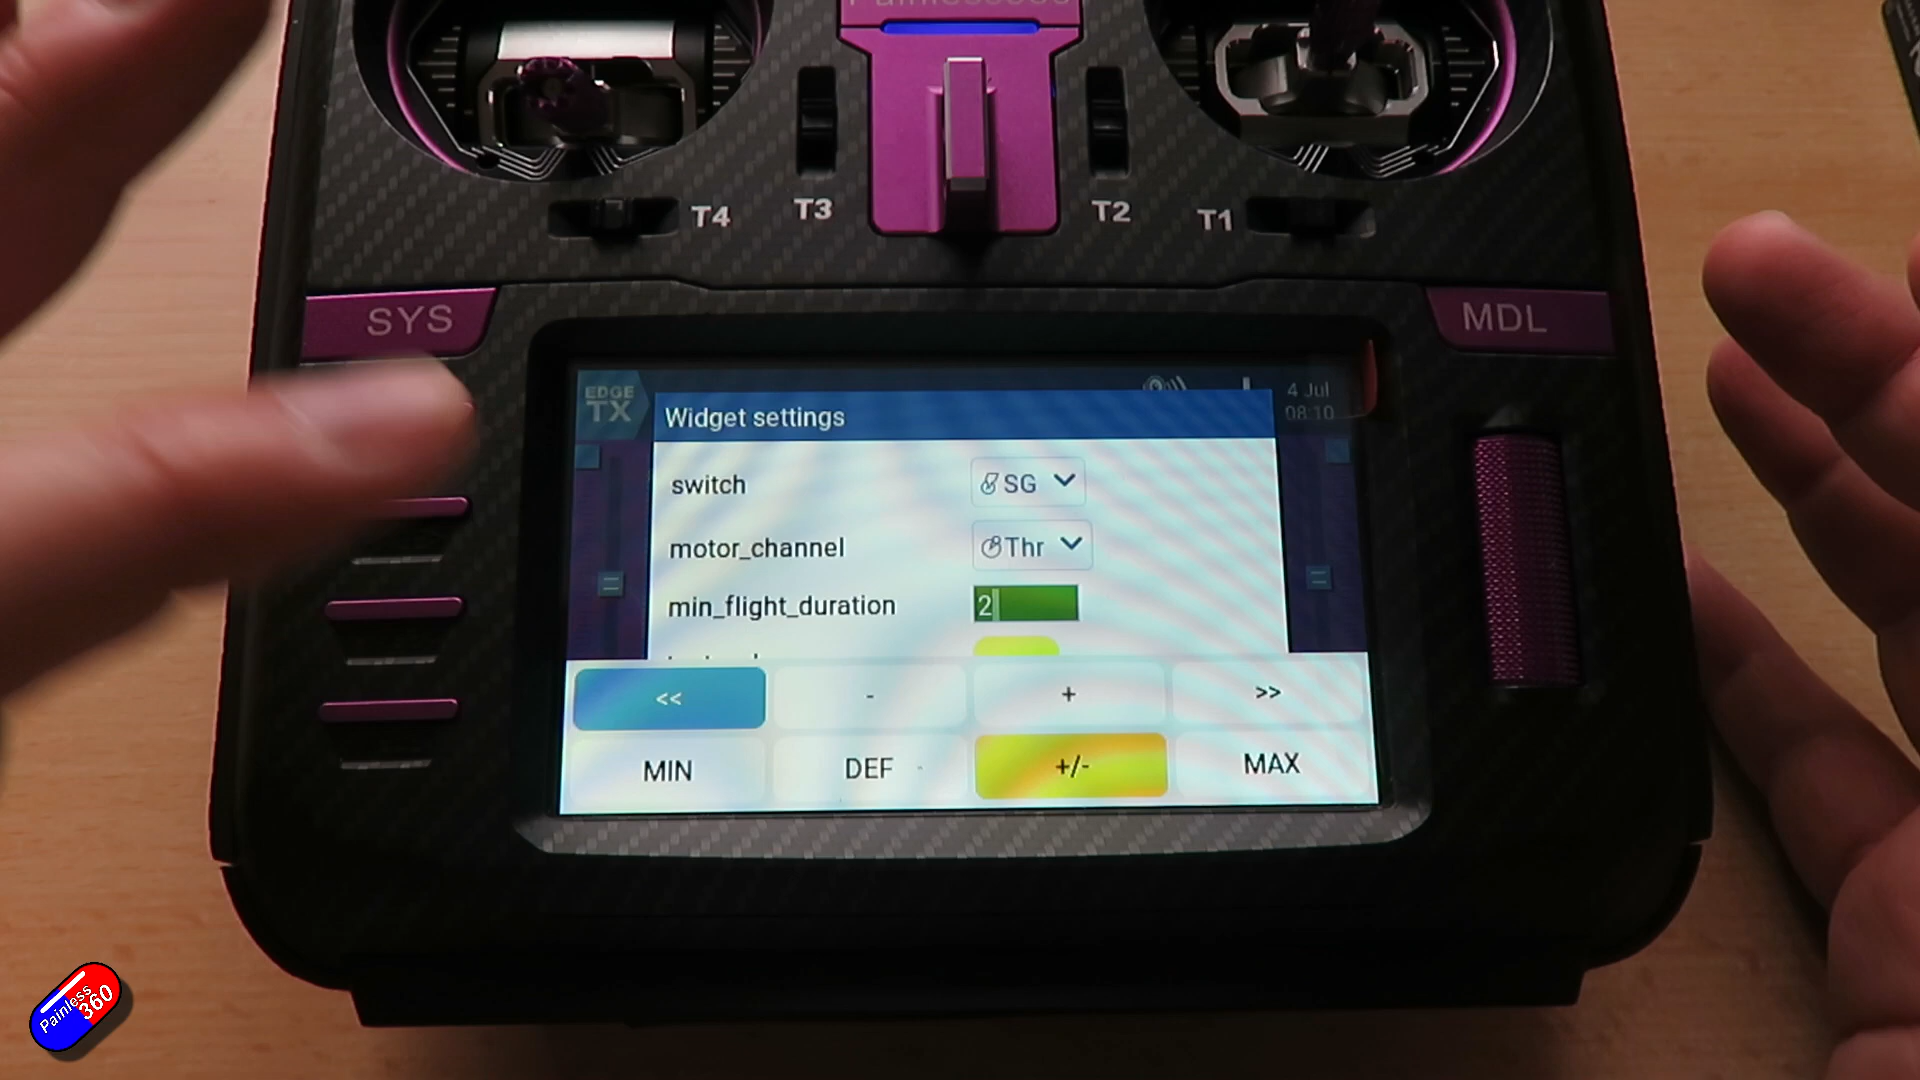 T4
T3
T2
T1
SYS
MDL
EDGE
TX
4 Jul
08:10
Widget settings
switch
SG
motor_channel
Thr
min_flight_duration
2
<<
-
+
>>
MIN
DEF
+/-
MAX
Painless
360